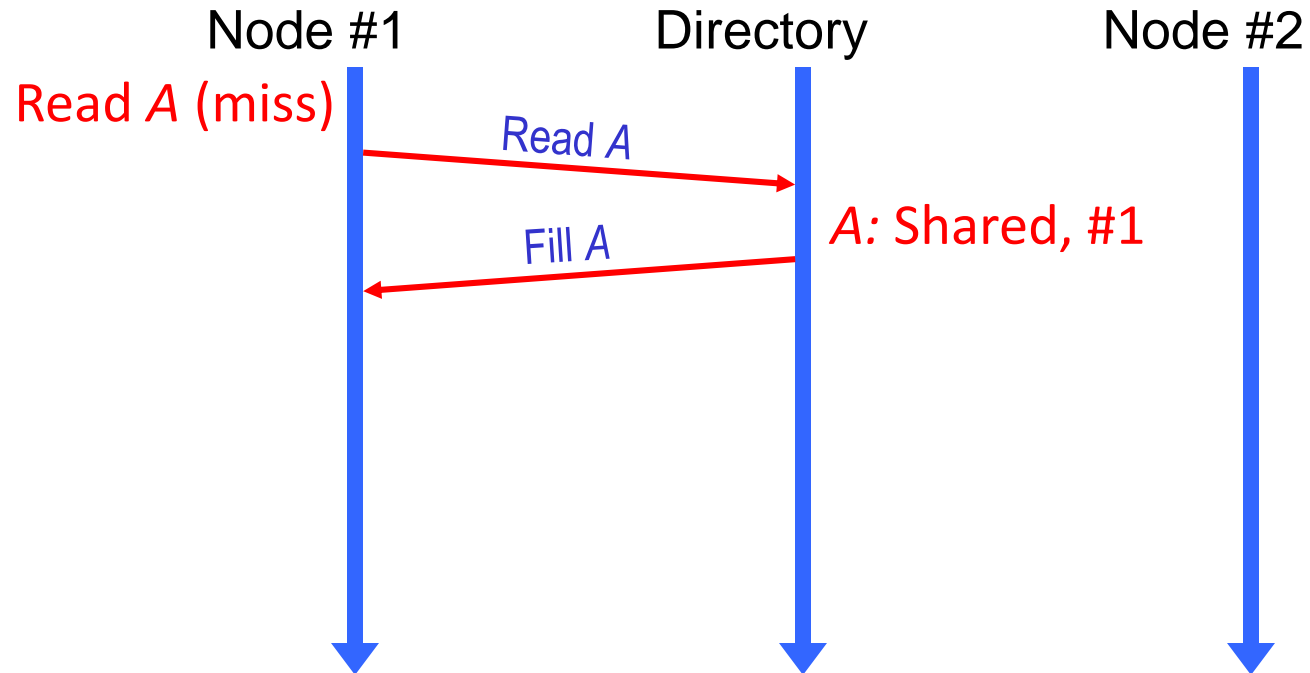 Node #1
Directory
Node #2
Read A (miss)
Read A
A: Shared, #1
Fill A